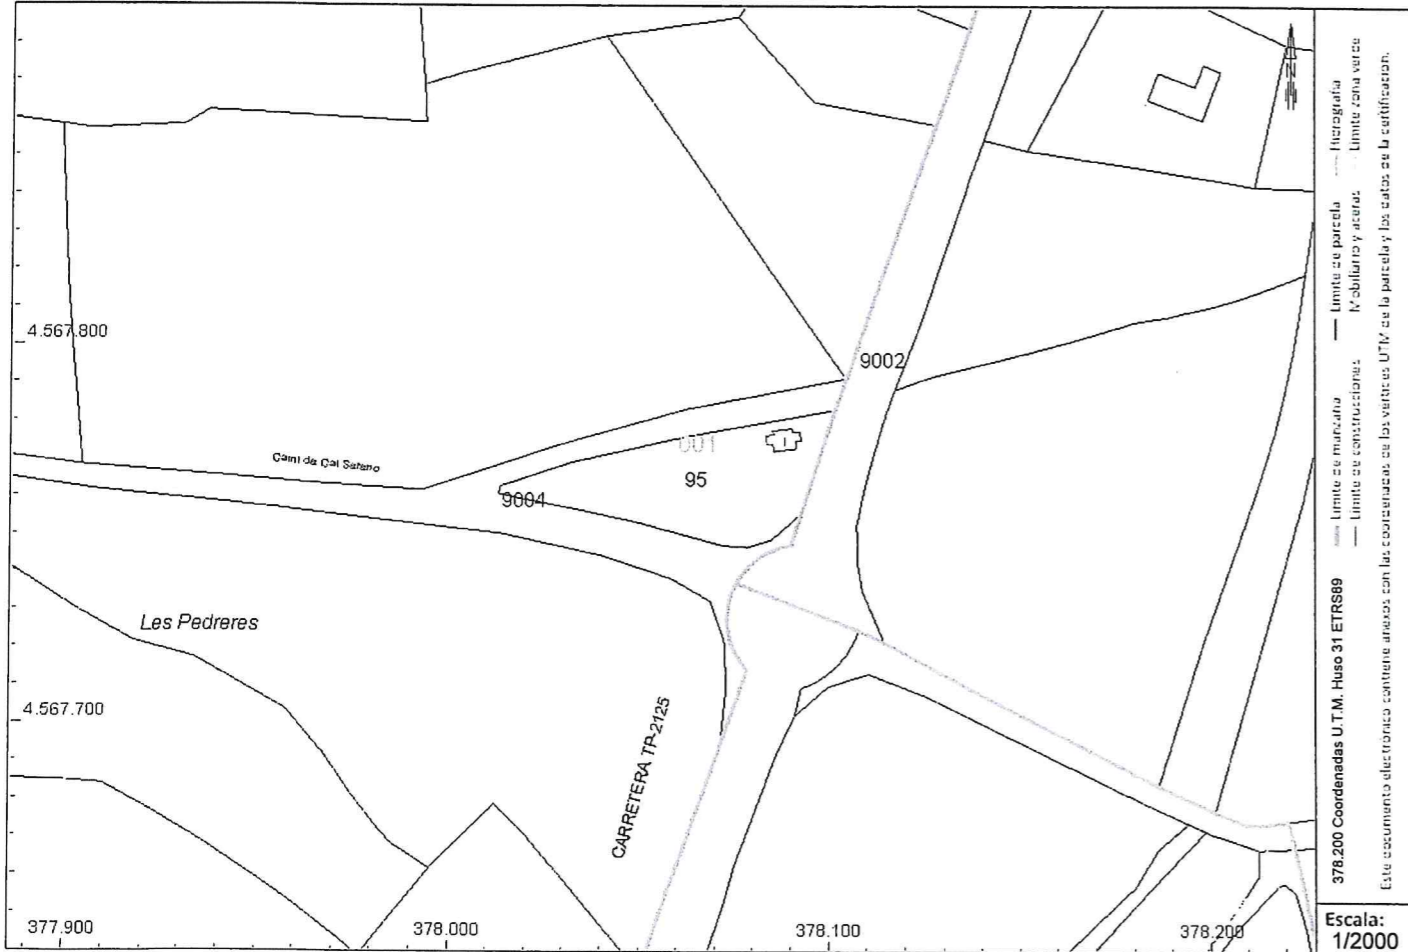 4.567.800
9002
001
95
9004
Camí de Cal Safano
Les Pedreres
4.567.700
CARRETERA TP-2125
377.900
378.000
378.100
378.200
N
378.200 Coordenadas U.T.M. Huso 31 ETRS89
Límite de manzana
Límite de parcela
Hidrografía
Límite de construcciones
Mobiliario y aceras
Límite zona verde
Este documento electrónico contiene anexos con las coordenadas de los vértices UTM de la parcela y los datos de la certificación.
Escala:
1/2000